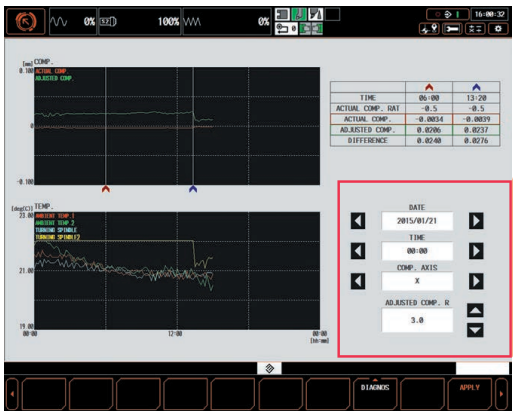 0% 100% 0% 0 16:00:32
[mm] COMP.
0.100 ACTUAL COMP.
ADJUSTED COMP.
0
-0.100
TIME 06:00 13:20
ACTUAL COMP. RAT -0.5 -0.5
ACTUAL COMP. -0.0034 -0.0039
ADJUSTED COMP. 0.0206 0.0237
DIFFERENCE 0.0240 0.0276
[deg(C)] TEMP.
23.00 AMBIENT TEMP.1
AMBIENT TEMP 2
TURNING SPINDLE
TURNING SPINDLE2
21.00
19.00
00:00 12:00 00:00
[hh:mm]
DATE
2015/01/21
TIME
00:00
COMP. AXIS
X
ADJUSTED COMP. R
3.0
DIAGNOS APPLY